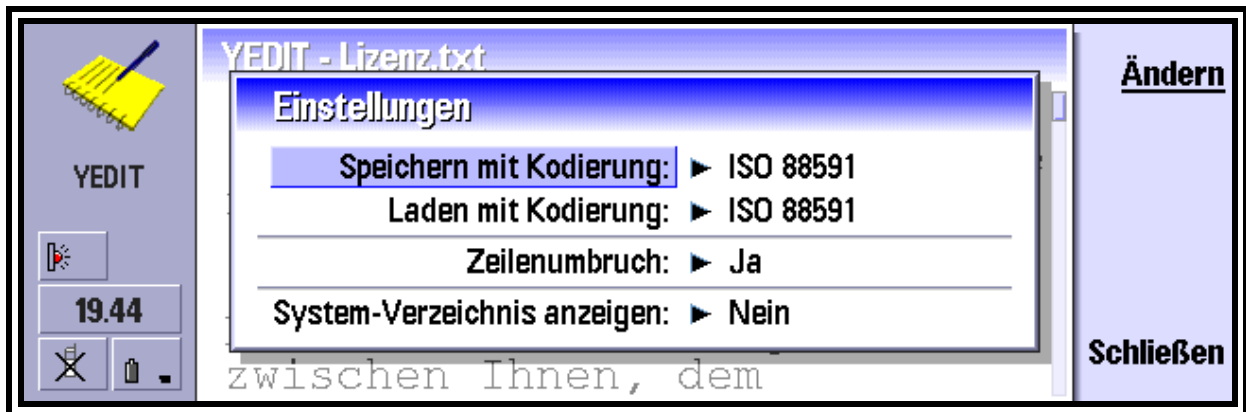 YEDIT
19.44
YEDIT - Lizenz.txt
Einstellungen
Speichern mit Kodierung: ISO 88591
Laden mit Kodierung: ISO 88591
Zeilenumbruch: Ja
System-Verzeichnis anzeigen: Nein
zwischen Ihnen, dem
Ändern
Schließen